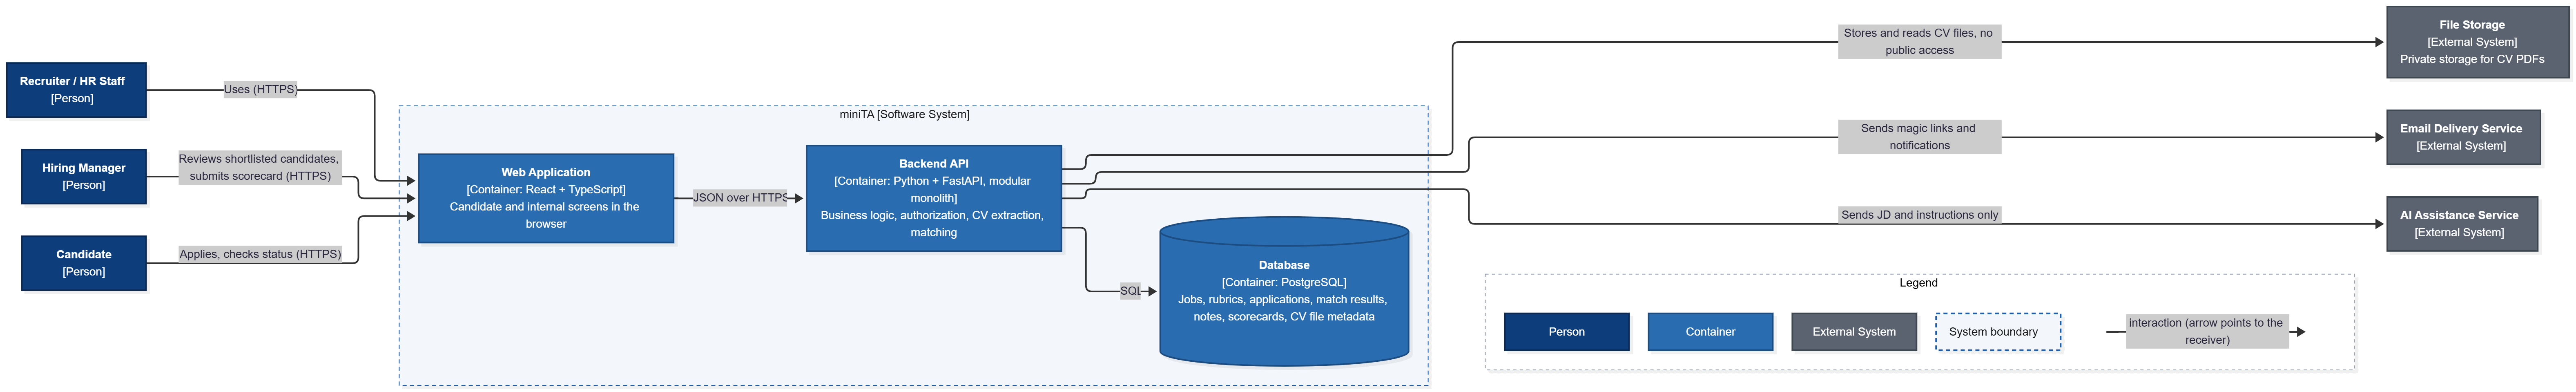 Recruiter / HR Staff
[Person]
Uses (HTTPS)
Hiring Manager
[Person]
Reviews shortlisted candidates,
submits scorecard (HTTPS)
Candidate
[Person]
Applies, checks status (HTTPS)
miniTA [Software System]
Web Application
[Container: React + TypeScript]
Candidate and internal screens in the
browser
JSON over HTTPS
Backend API
[Container: Python + FastAPI, modular
monolith]
Business logic, authorization, CV extraction,
matching
SQL
Database
[Container: PostgreSQL]
Jobs, rubrics, applications, match results,
notes, scorecards, CV file metadata
Stores and reads CV files, no
public access
File Storage
[External System]
Private storage for CV PDFs
Sends magic links and
notifications
Email Delivery Service
[External System]
Sends JD and instructions only
AI Assistance Service
[External System]
Legend
Person
Container
External System
System boundary
interaction (arrow points to the
receiver)